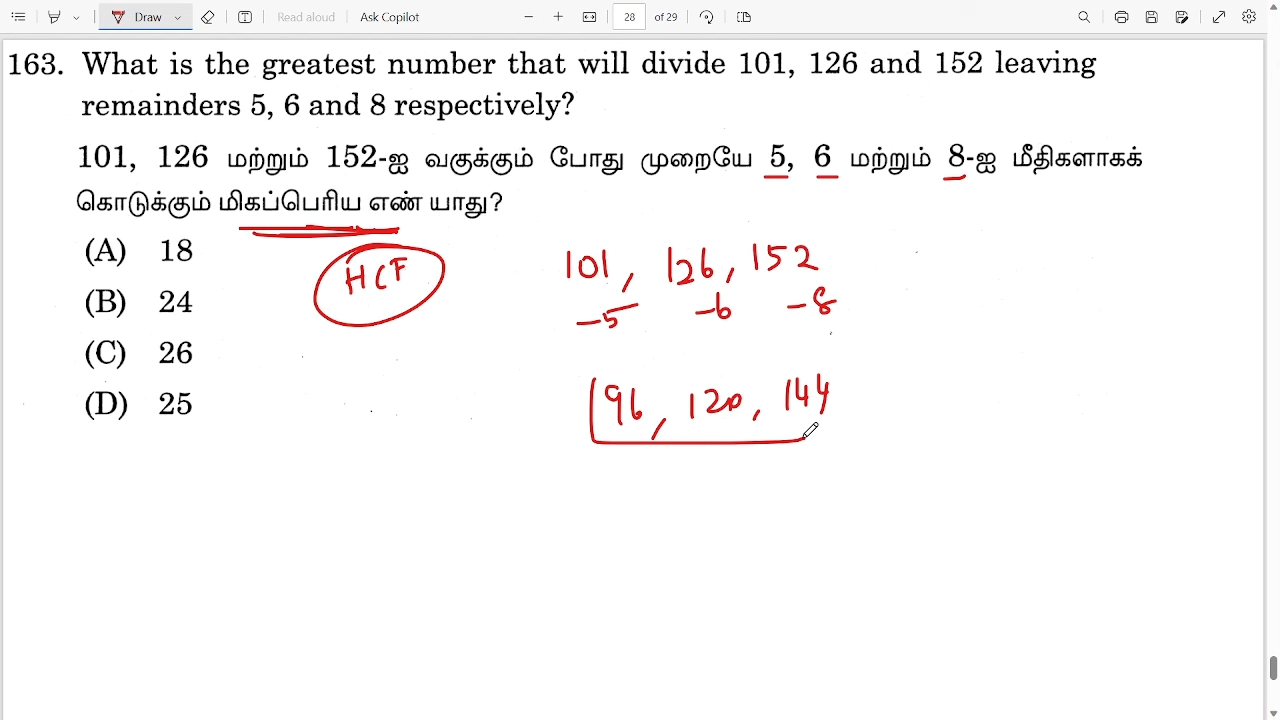 Draw
Read aloud
Ask Copilot
28
of 29
163. What is the greatest number that will divide 101, 126 and 152 leaving
remainders 5, 6 and 8 respectively?
101, 126 மற்றும் 152-ஐ வகுக்கும் போது முறையே 5, 6 மற்றும் 8-ஐ மீதிகளாகக்
கொடுக்கும் மிகப்பெரிய எண் யாது?
(A) 18
(B) 24
(C) 26
(D) 25
HCF
101, 126, 152
-5 -6 -8
96, 120, 144